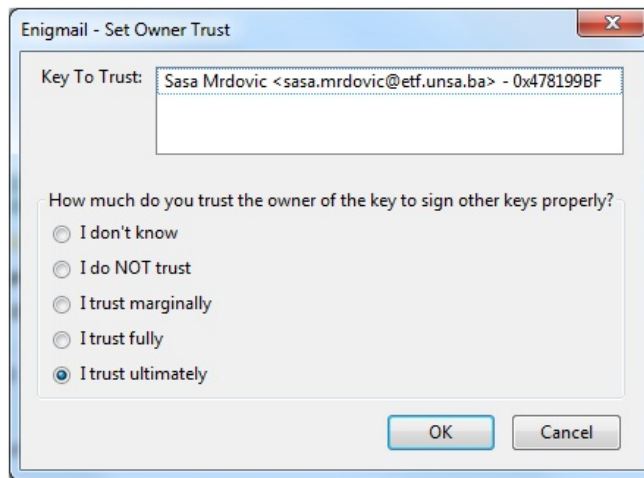 Enigmail - Set Owner Trust
Key To Trust: Sasa Mrdovic <sasa.mrdovic@etf.unsa.ba> - 0x478199BF
How much do you trust the owner of the key to sign other keys properly?
I don't know
I do NOT trust
I trust marginally
I trust fully
I trust ultimately
OK Cancel